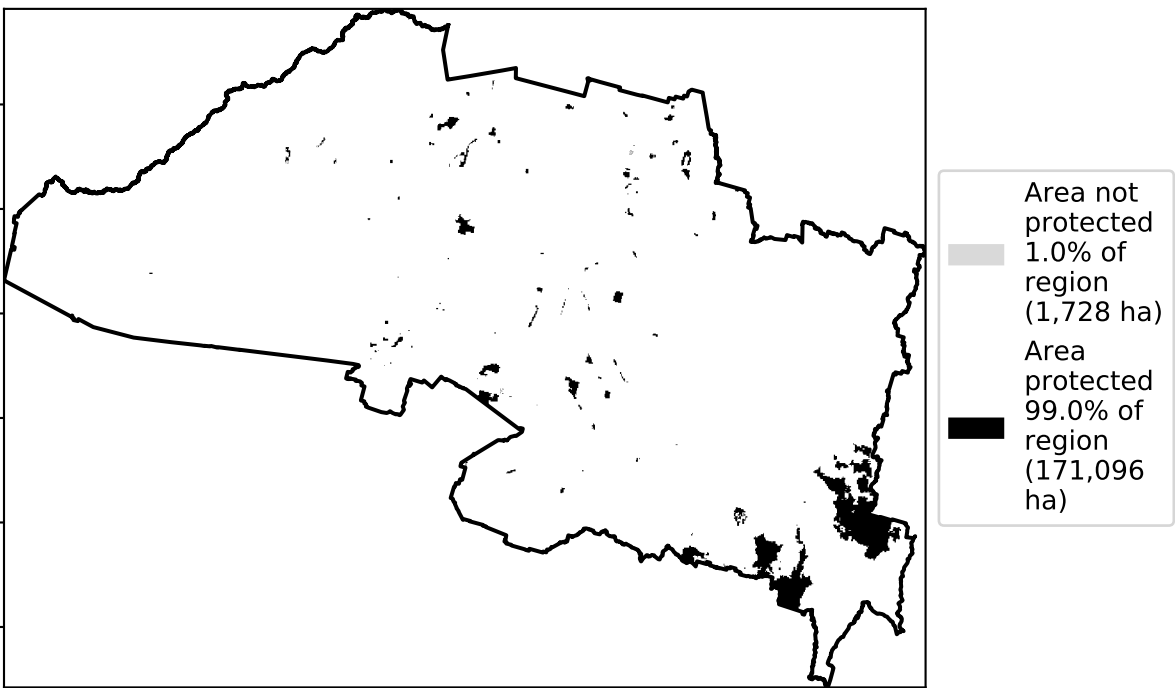 Area not
protected
1.0% of
region
(1,728 ha)
Area
protected
99.0% of
region
(171,096
ha)